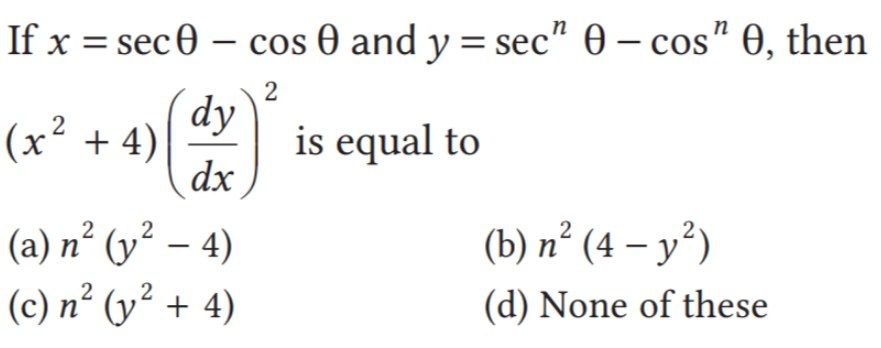 If x = sec θ – cos θ and y = secⁿ θ – cosⁿ θ, then
(x² + 4)(dy/dx)² is equal to
(a) n² (y² – 4) (b) n² (4 – y²)
(c) n² (y² + 4) (d) None of these